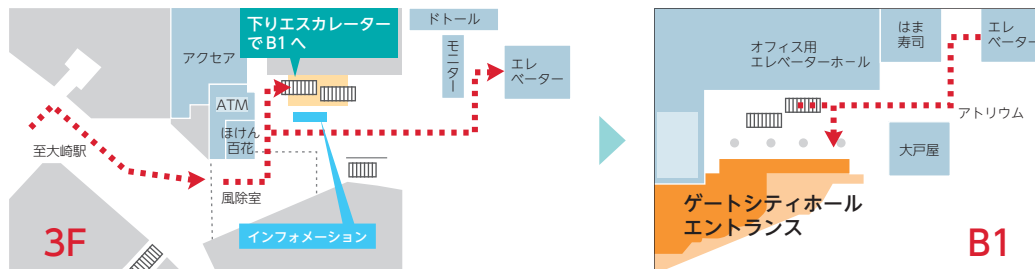 下りエスカレーター
でB1へ
ドトール
モニター
エレ
ベーター
アクセア
ATM
ほけん
百花
至大崎駅
風除室
インフォメーション
3F
オフィス用
エレベーターホール
はま
寿司
エレ
ベーター
アトリウム
大戸屋
ゲートシティホール
エントランス
B1